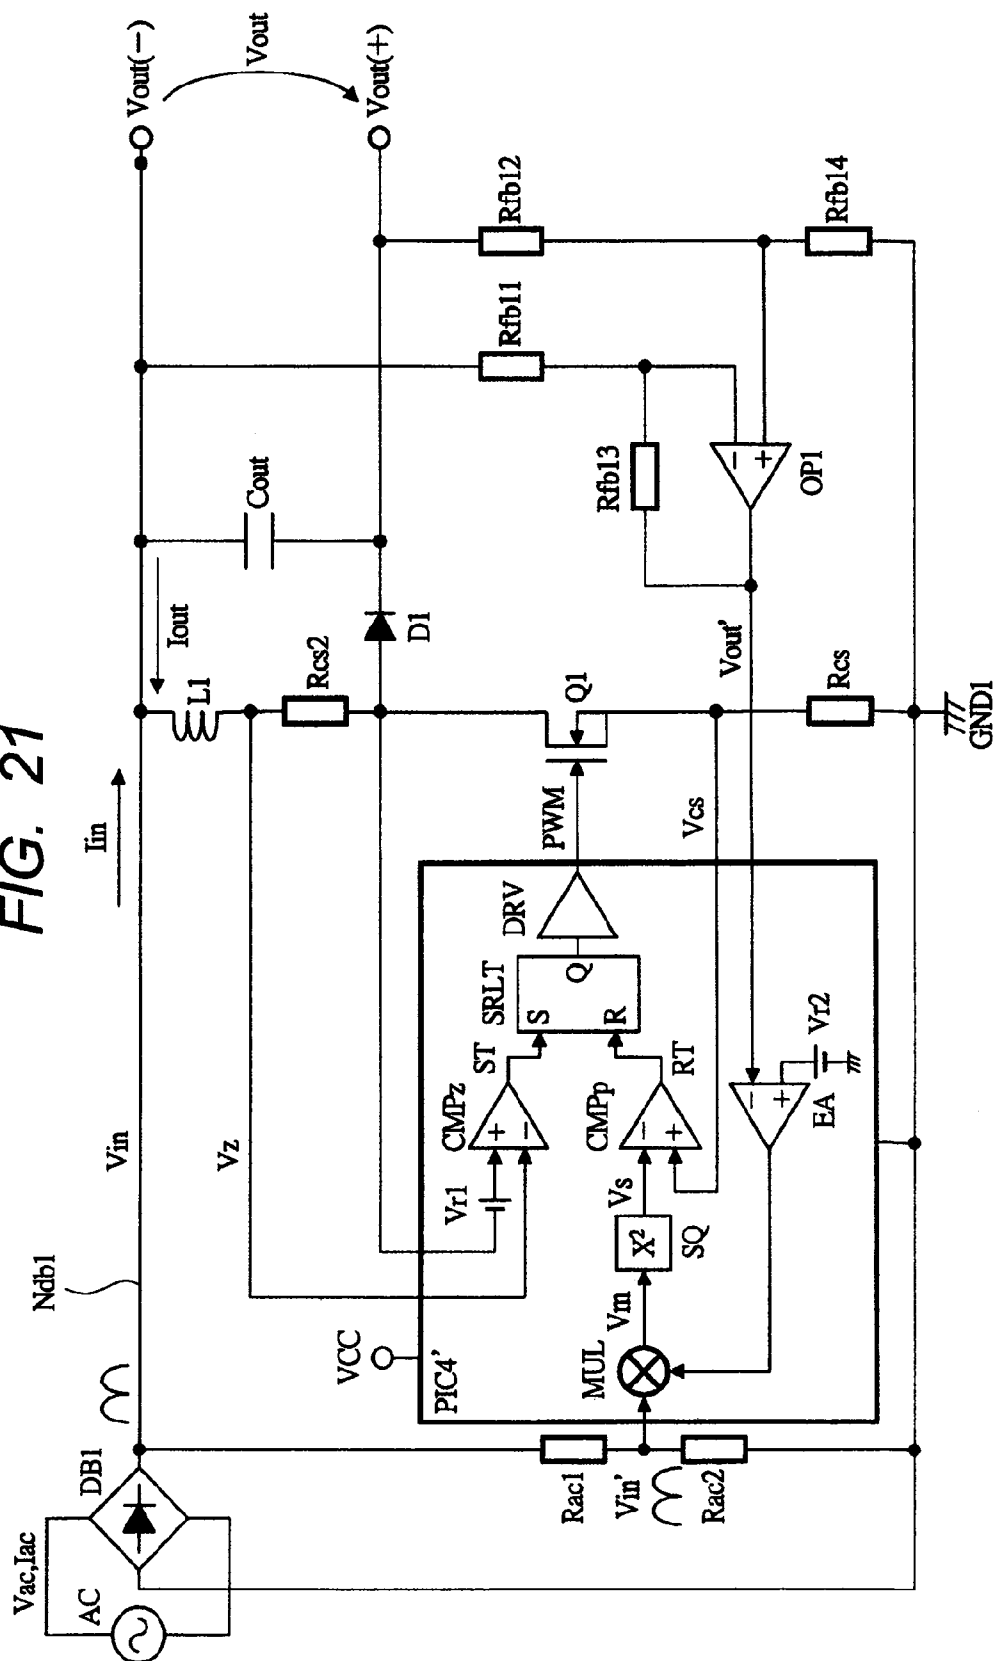 FIG. 21
Vac,Iac
AC
DB1
Ndb1
Vin
Iin
Iout
L1
Cout
Vout(−)
Vout
Vout(+)
Vz
Rcs2
D1
Rfb11
Rfb12
Rfb13
Rfb14
OP1
Vout'
VCC
PIC4'
Vr1
CMPz
+
−
ST
SRLT
S
Q
R
DRV
PWM
Q1
Vcs
Rcs
GND1
MUL
Vm
X²
SQ
Vs
CMPp
−
+
RT
EA
−
+
Vr2
Rac1
Vin'
Rac2
−
+